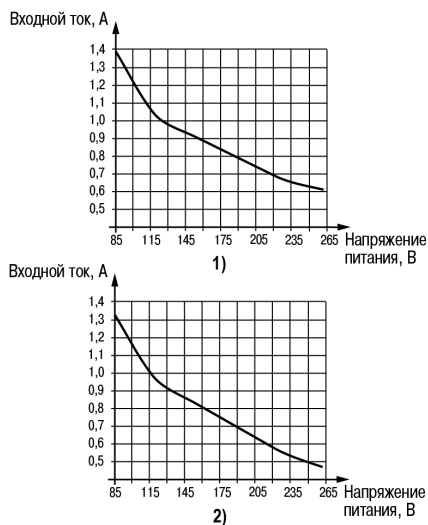 Входной ток, А
1,4
1,3
1,2
1,1
1,0
0,9
0,8
0,7
0,6
0,5
85 115 145 175 205 235 265
Напряжение
питания, В
1)
Входной ток, А
1,4
1,3
1,2
1,1
1,0
0,9
0,8
0,7
0,6
0,5
85 115 145 175 205 235 265
Напряжение
питания, В
2)